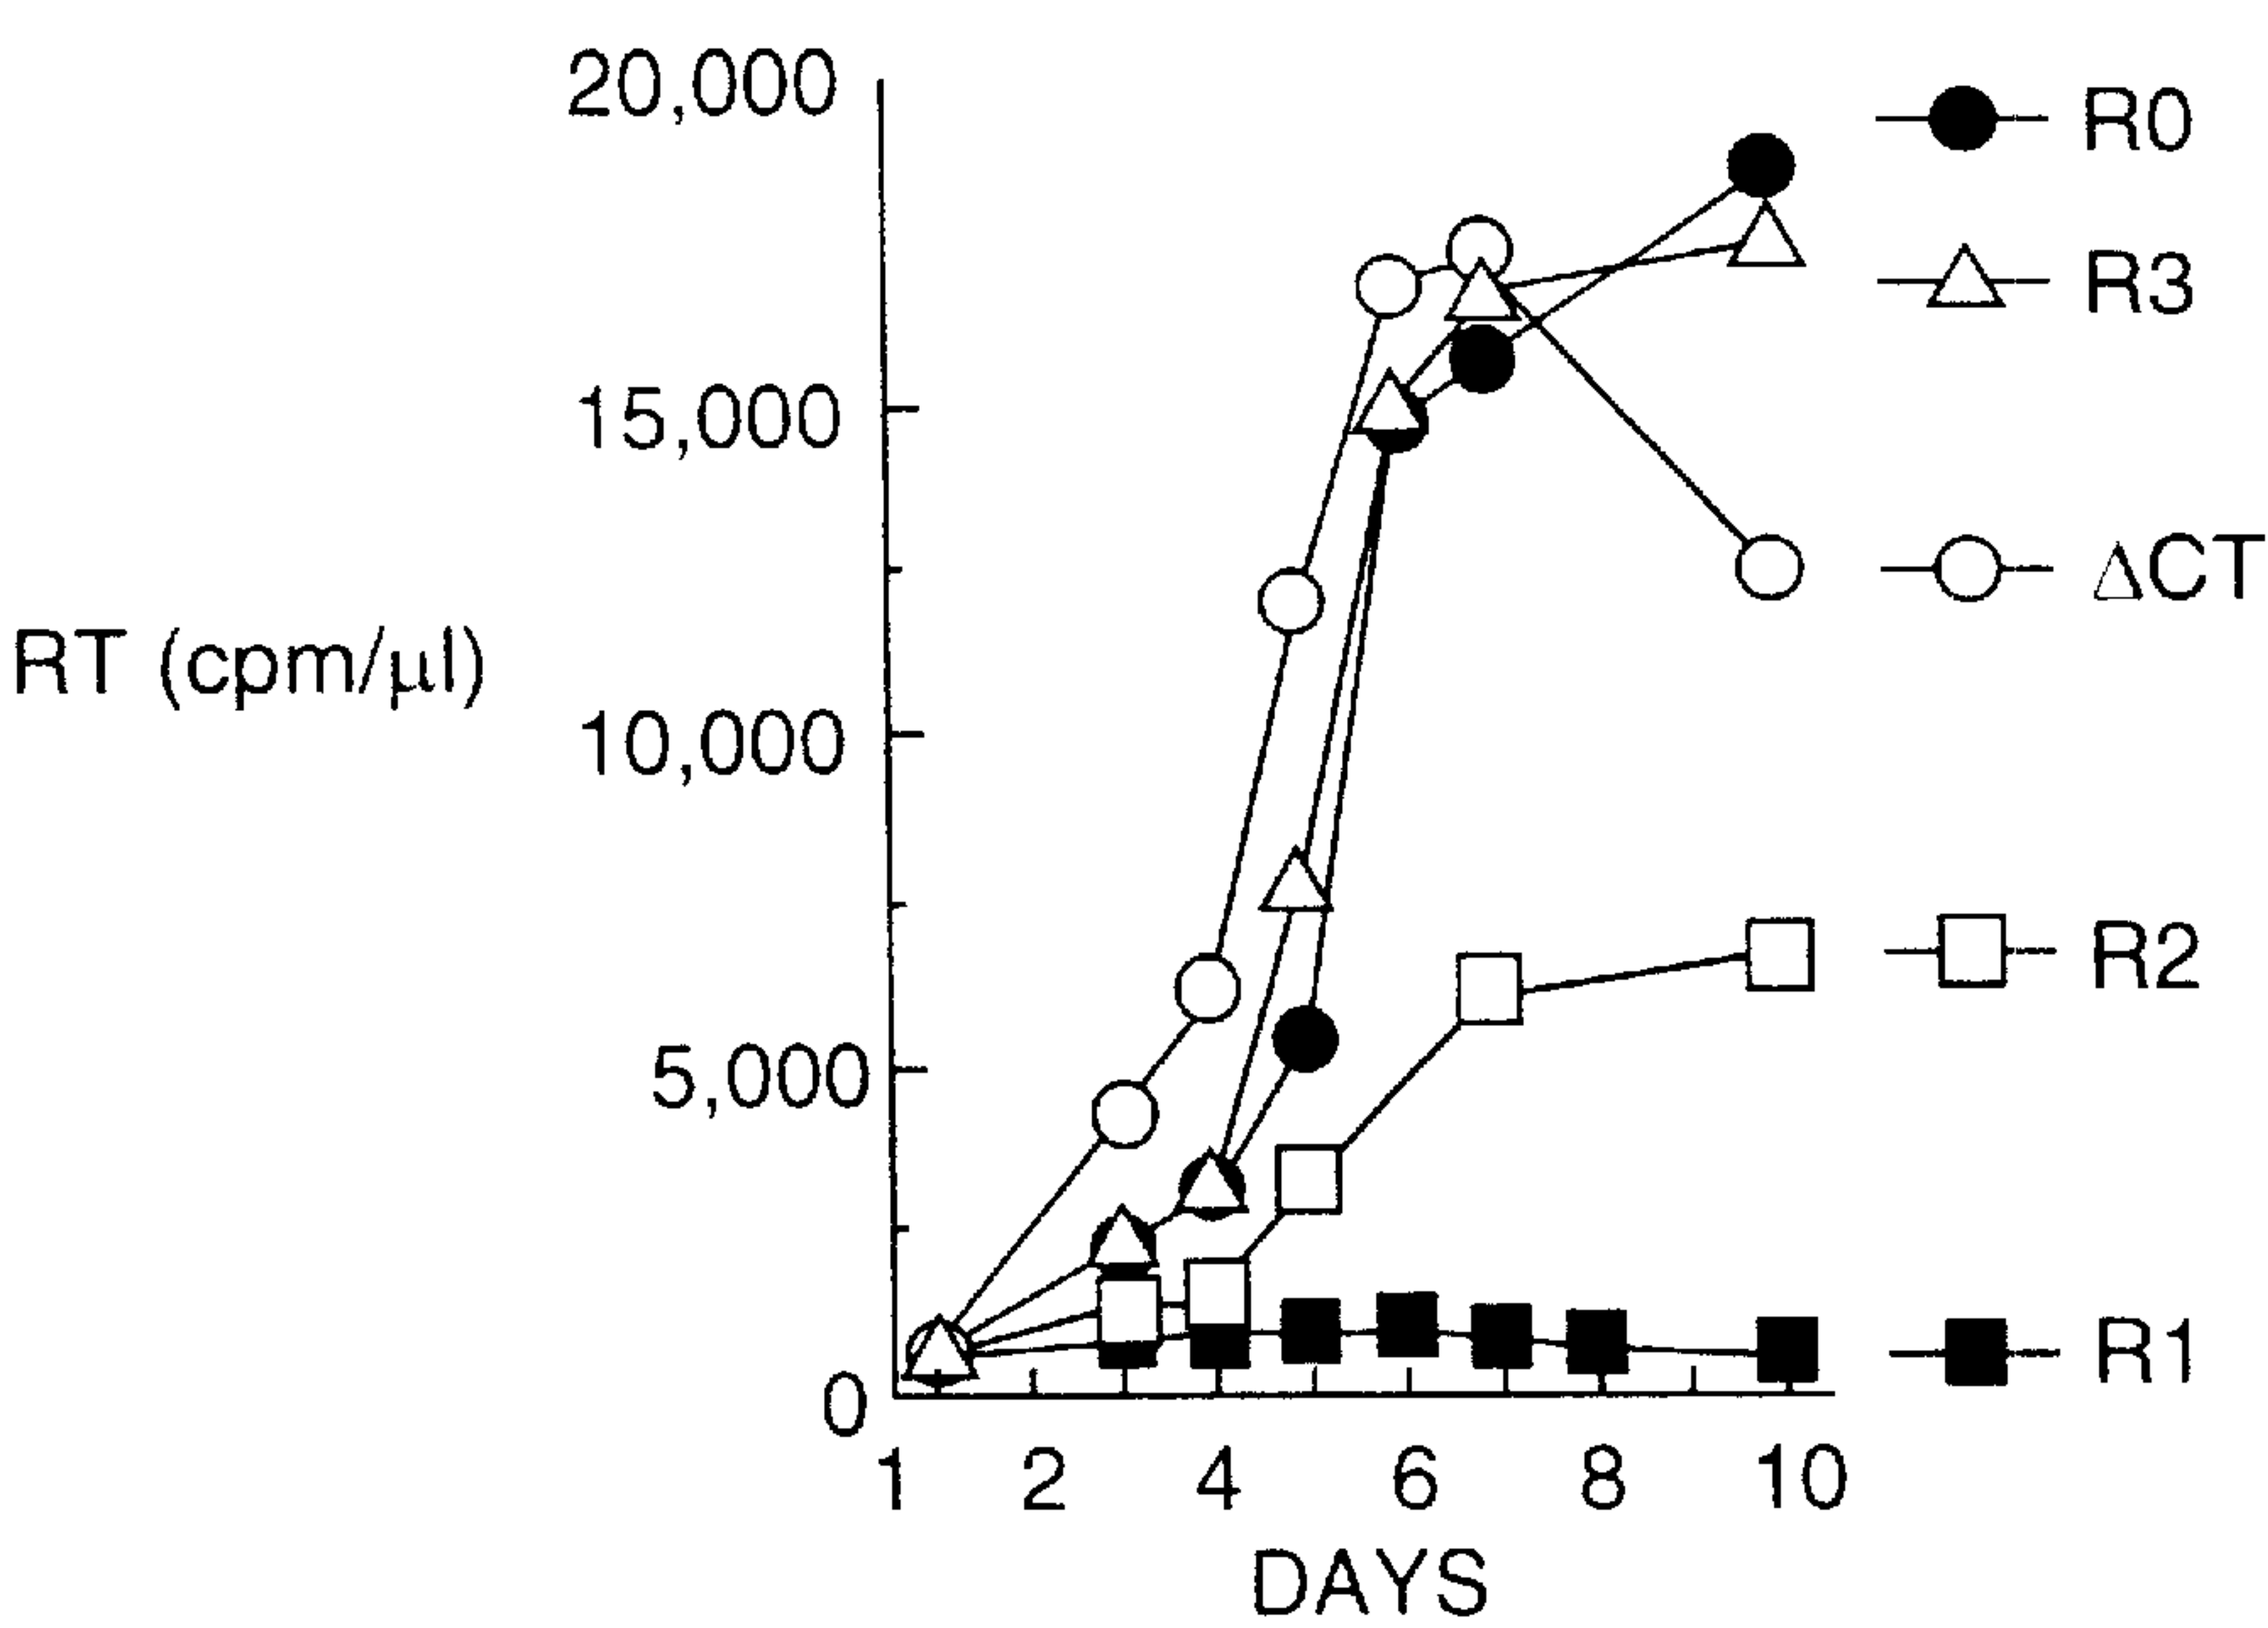 20,000
15,000
10,000
5,000
0
RT (cpm/µl)
1 2 4 6 8 10
DAYS
R0
R3
ΔCT
R2
R1